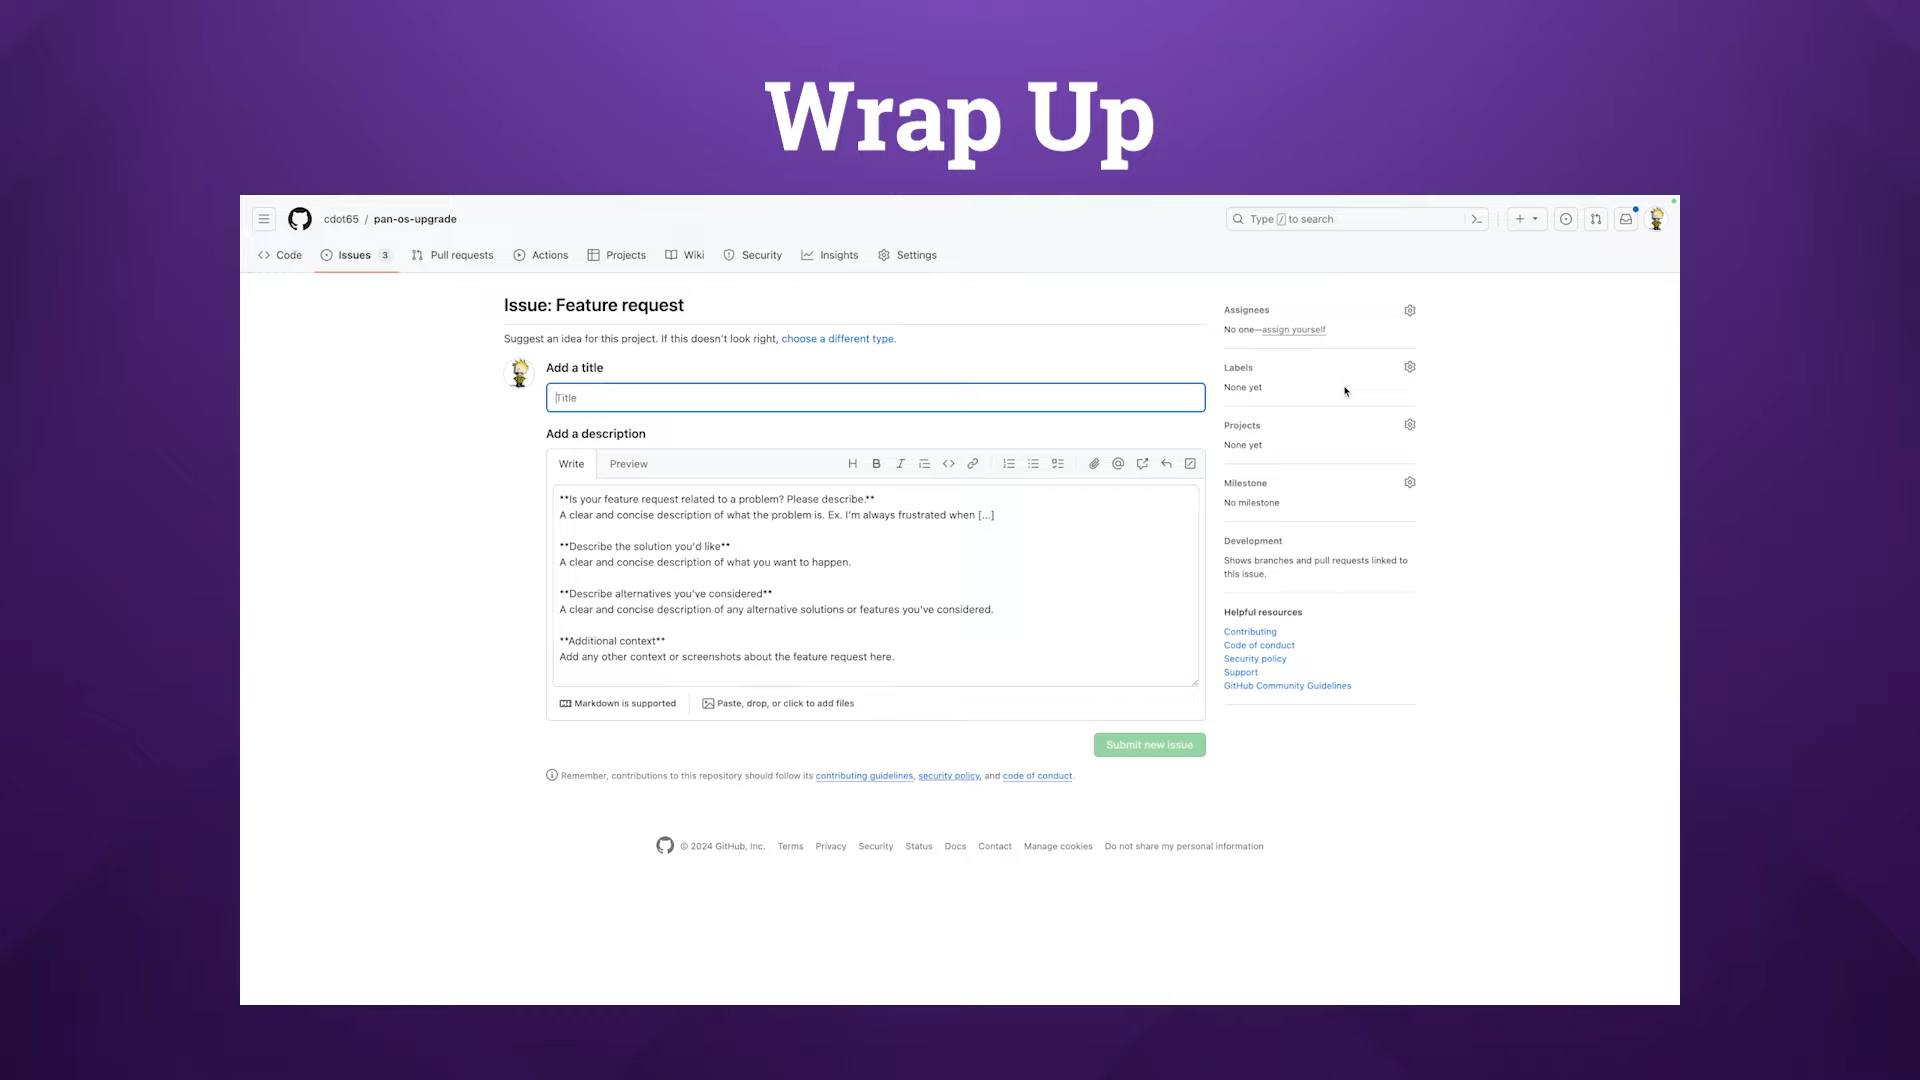 Wrap Up
cdot65 / pan-os-upgrade
Type / to search
Code
Issues 3
Pull requests
Actions
Projects
Wiki
Security
Insights
Settings
Issue: Feature request
Suggest an idea for this project. If this doesn't look right, choose a different type.
Add a title
Title
Add a description
Write
Preview
**Is your feature request related to a problem? Please describe.**
A clear and concise description of what the problem is. Ex. I'm always frustrated when [...]
**Describe the solution you'd like**
A clear and concise description of what you want to happen.
**Describe alternatives you've considered**
A clear and concise description of any alternative solutions or features you've considered.
**Additional context**
Add any other context or screenshots about the feature request here.
Markdown is supported
Paste, drop, or click to add files
Submit new issue
Remember, contributions to this repository should follow its contributing guidelines, security policy, and code of conduct.
Assignees
No one—assign yourself
Labels
None yet
Projects
None yet
Milestone
No milestone
Development
Shows branches and pull requests linked to
this issue.
Helpful resources
Contributing
Code of conduct
Security policy
Support
GitHub Community Guidelines
© 2024 GitHub, Inc. Terms Privacy Security Status Docs Contact Manage cookies Do not share my personal information